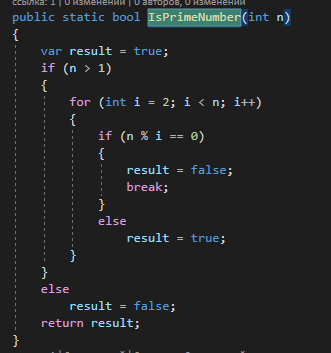 ссылка: 1 | 0 изменений | 0 авторов, 0 изменений
public static bool IsPrimeNumber(int n)
{
    var result = true;
    if (n > 1)
    {
        for (int i = 2; i < n; i++)
        {
            if (n % i == 0)
            {
                result = false;
                break;
            }
            else
                result = true;
        }
    }
    else
        result = false;
    return result;
}